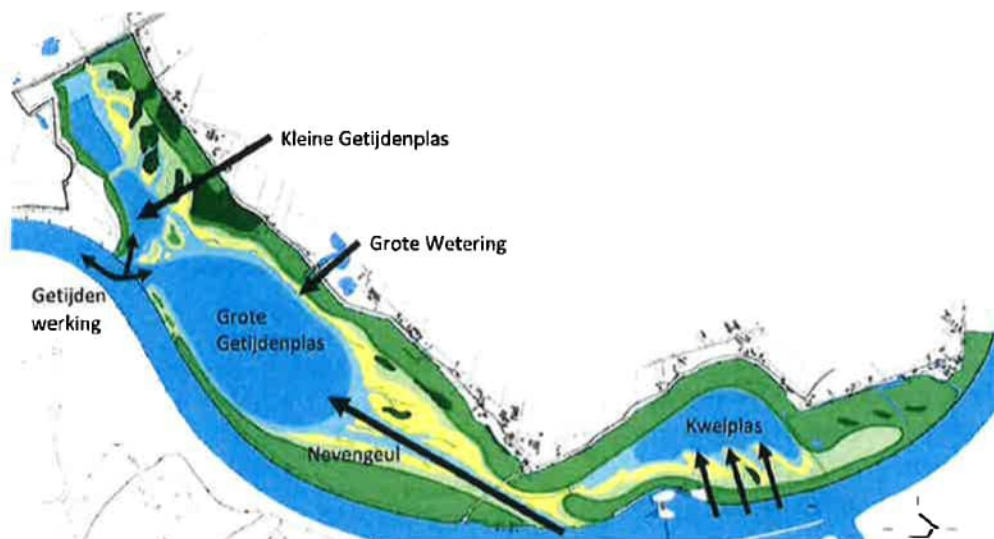 Kleine Getijdenplas
Grote Wetering
Getijden
werking
Grote
Getijdenplas
Nevengeul
Kwelplas